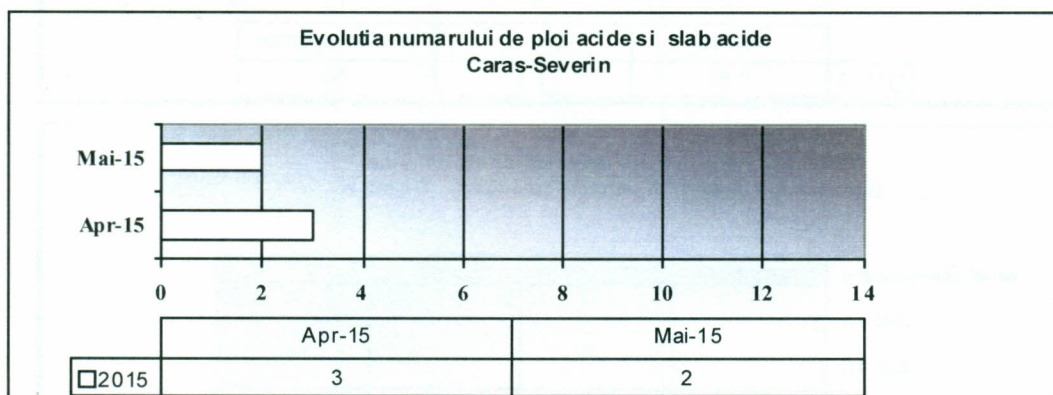 Evolutia numarului de ploi acide si slab acide
Caras-Severin
Mai-15
Apr-15
0 2 4 6 8 10 12 14
Apr-15 Mai-15
2015 3 2